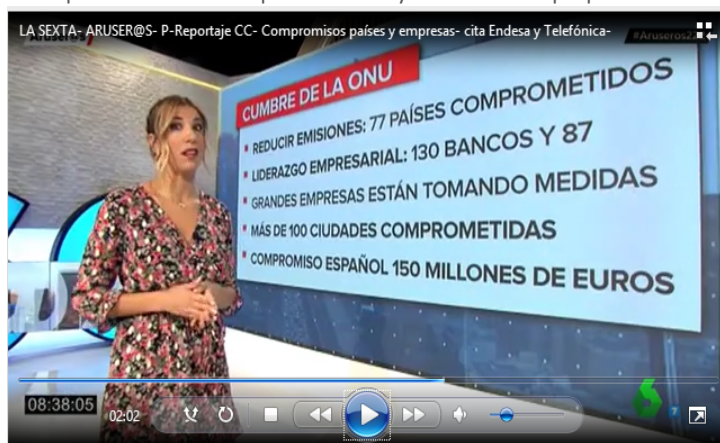 LA SEXTA- ARUSER@S- P-Reportaje CC- Compromisos países y empresas- cita Endesa y Telefónica-
Aruser@s
#Aruseros2
CUMBRE DE LA ONU
REDUCIR EMISIONES: 77 PAÍSES COMPROMETIDOS
LIDERAZGO EMPRESARIAL: 130 BANCOS Y 87
GRANDES EMPRESAS ESTÁN TOMANDO MEDIDAS
MÁS DE 100 CIUDADES COMPROMETIDAS
COMPROMISO ESPAÑOL 150 MILLONES DE EUROS
08:38:05
02:02
7